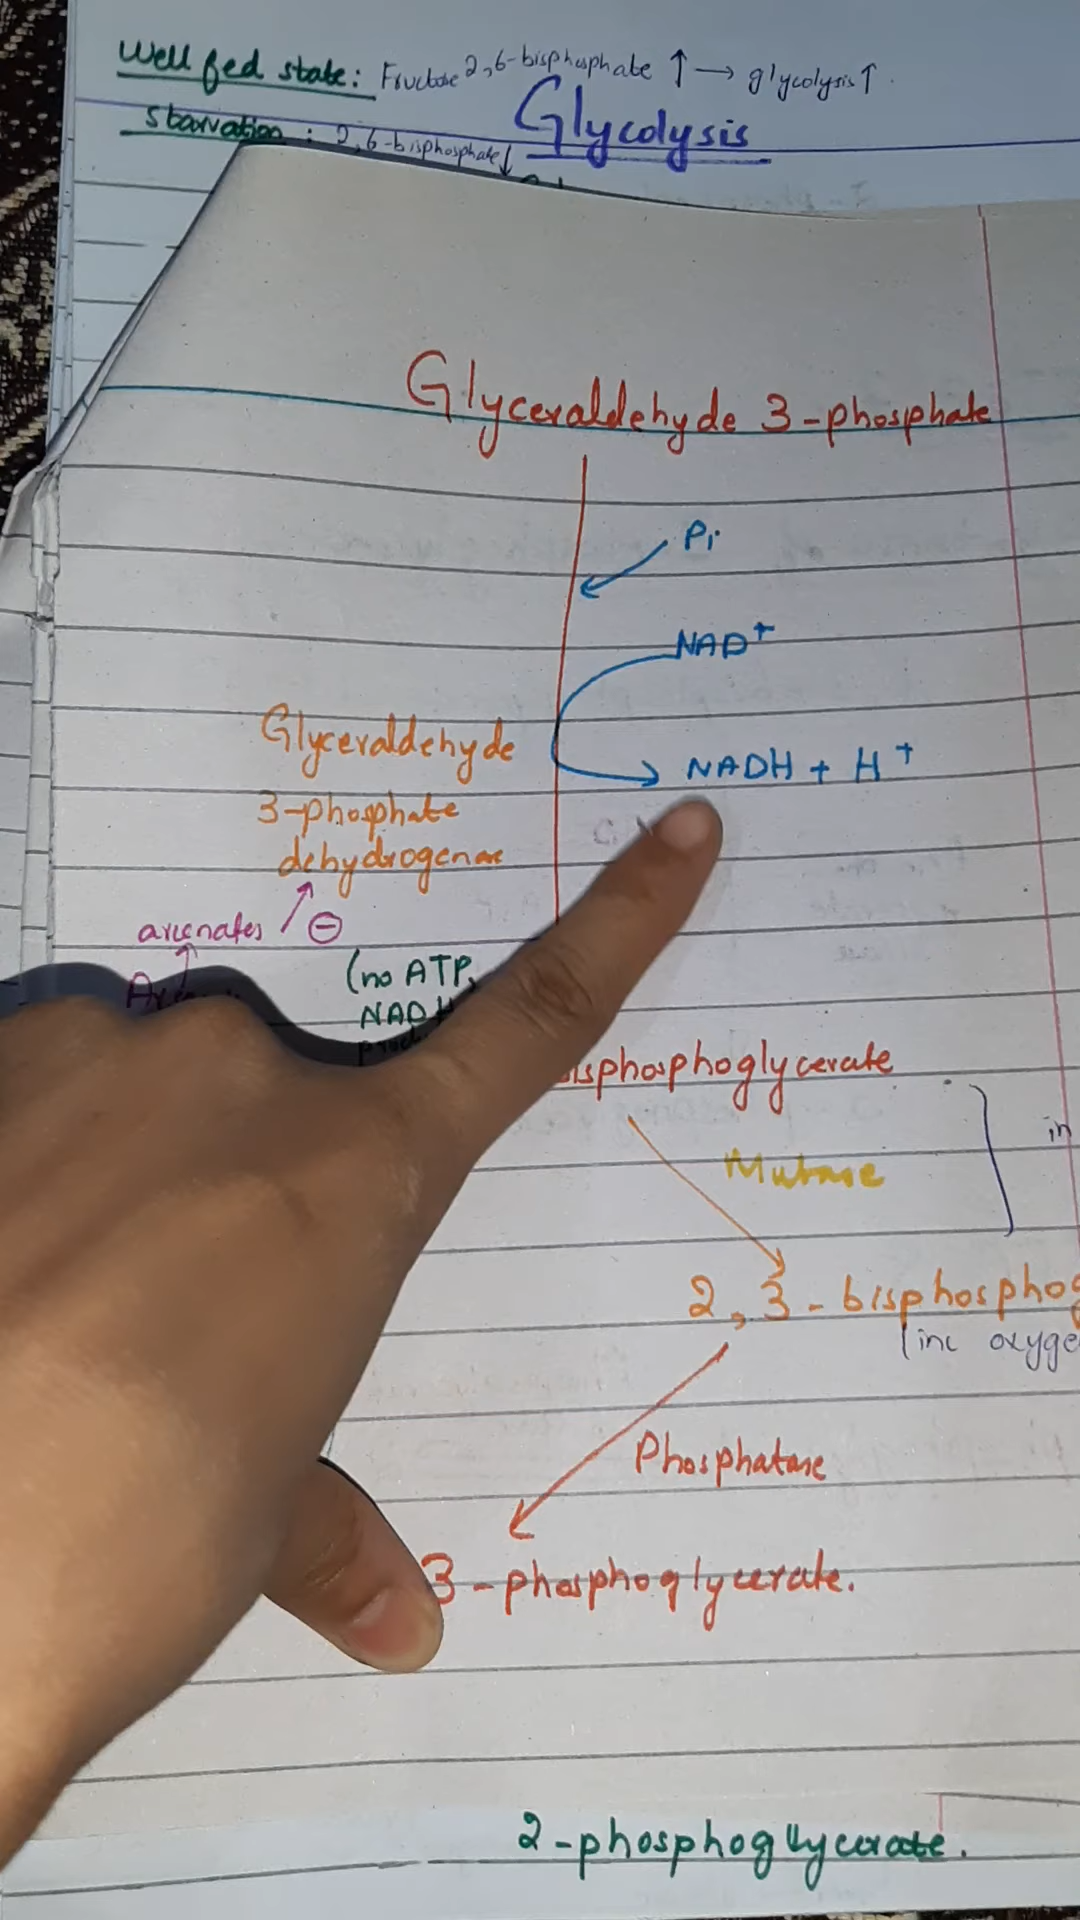 Well fed state: Fructose 2,6-bisphosphate ↑ → glycolysis ↑.
Glycolysis
Starvation : 2,6-bisphosphate ↓
Glyceraldehyde 3-phosphate
Pi
NAD+
Glyceraldehyde
NADH + H+
3-phosphate
dehydrogenase
arcenates ⊖
(no ATP,
NADH
bisphosphoglycerate
in
Mutase
2,3-bisphosphog
(inc oxyge
Phosphatase
3-phosphoglycerate.
2-phosphoglycerate.